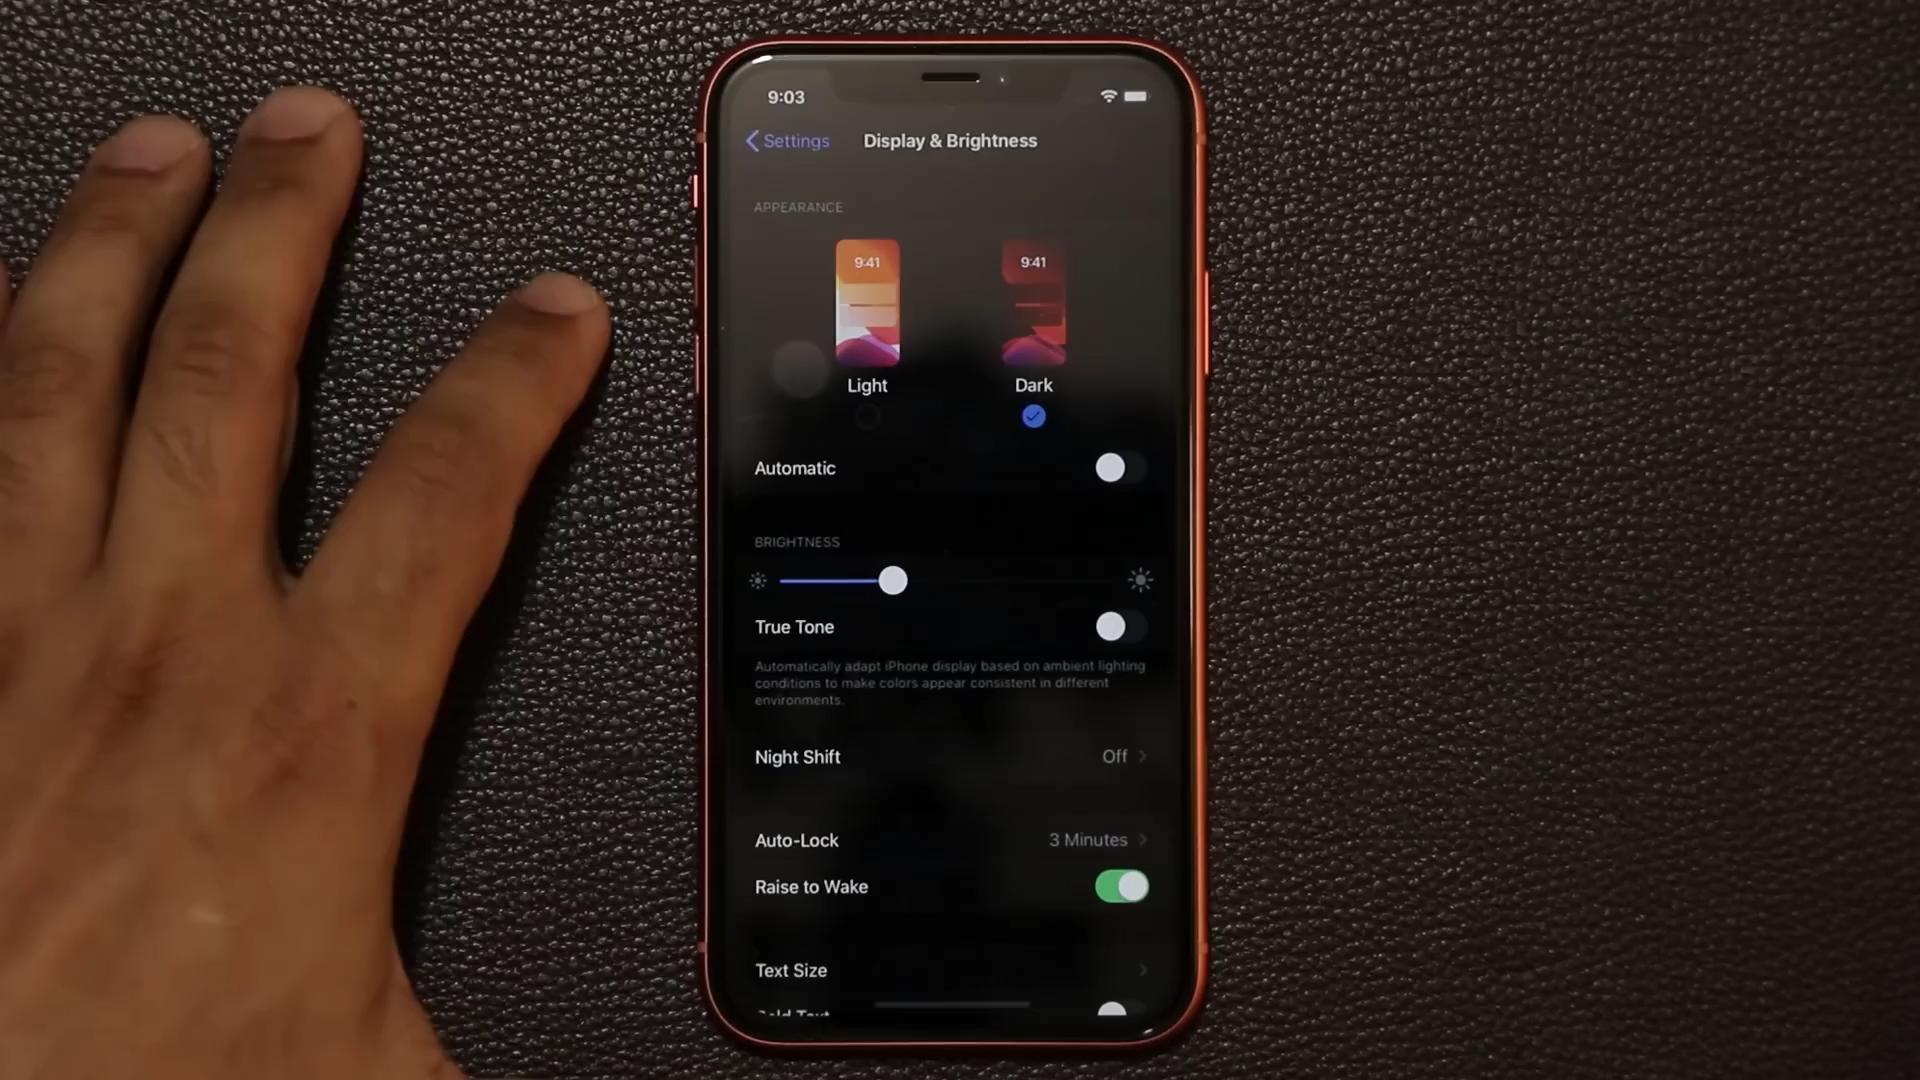 9:03
Settings
Display & Brightness
APPEARANCE
9:41
9:41
Light
Dark
Automatic
BRIGHTNESS
True Tone
Automatically adapt iPhone display based on ambient lighting
conditions to make colors appear consistent in different
environments.
Night Shift
Off
Auto-Lock
3 Minutes
Raise to Wake
Text Size